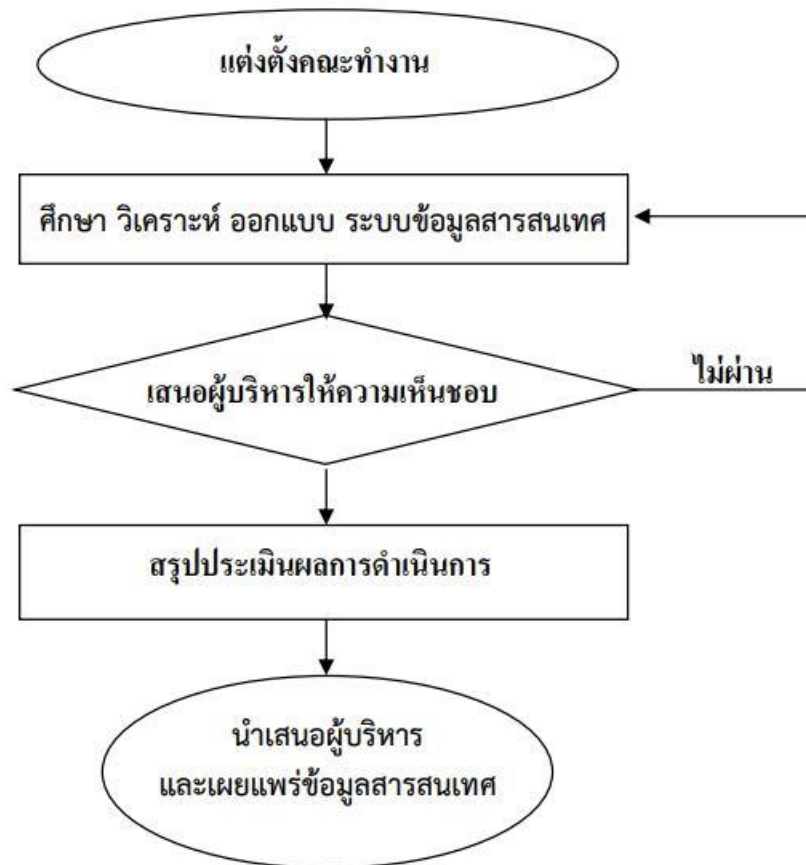 แต่งตั้งคณะทำงาน
ศึกษา วิเคราะห์ ออกแบบ ระบบข้อมูลสารสนเทศ
เสนอผู้บริหารให้ความเห็นชอบ
ไม่ผ่าน
สรุปประเมินผลการดำเนินการ
นำเสนอผู้บริหาร
และเผยแพร่ข้อมูลสารสนเทศ